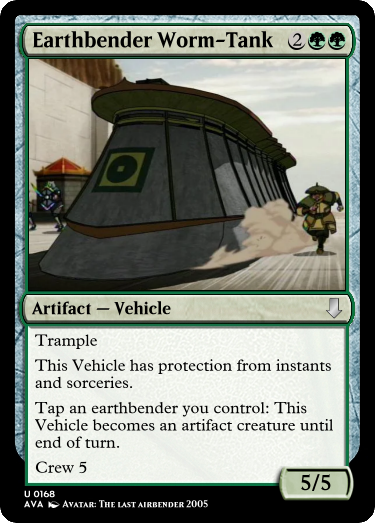 Earthbender Worm-Tank 2
Artifact — Vehicle
Trample
This Vehicle has protection from instants
and sorceries.
Tap an earthbender you control: This
Vehicle becomes an artifact creature until
end of turn.
Crew 5
5/5
U 0168
AVA Avatar: The last airbender 2005